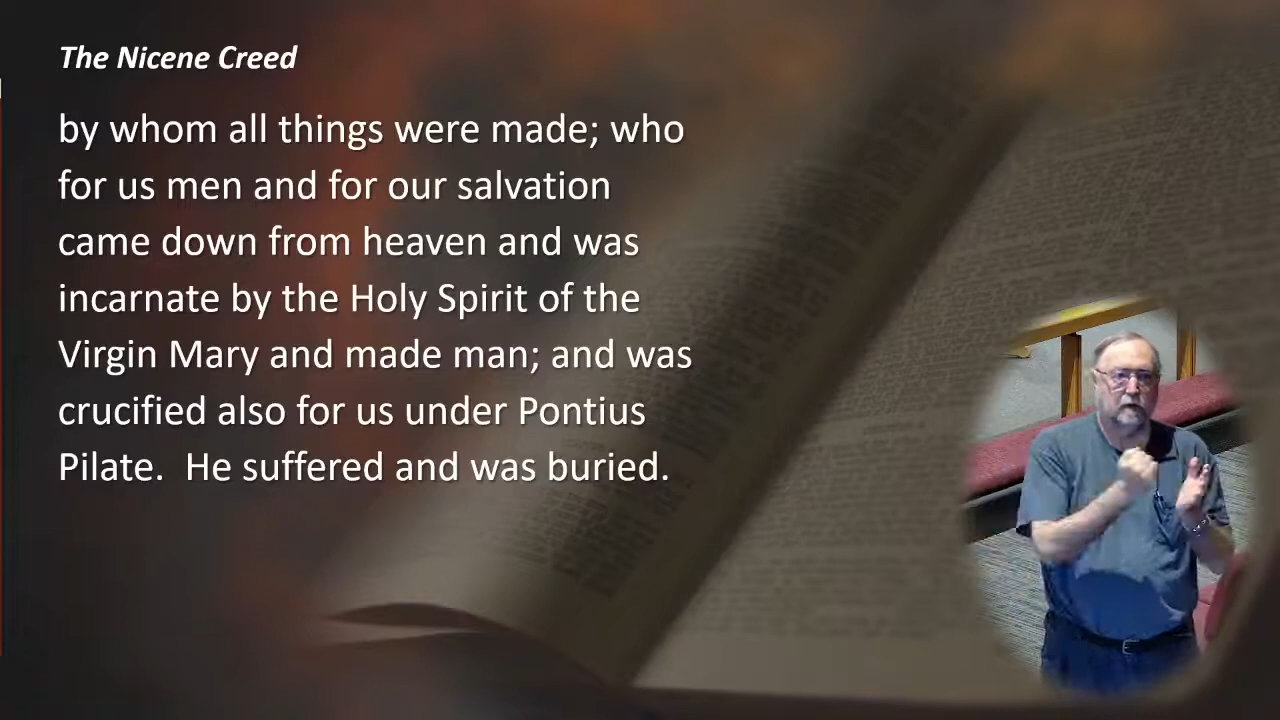 The Nicene Creed
by whom all things were made; who
for us men and for our salvation
came down from heaven and was
incarnate by the Holy Spirit of the
Virgin Mary and made man; and was
crucified also for us under Pontius
Pilate.  He suffered and was buried.